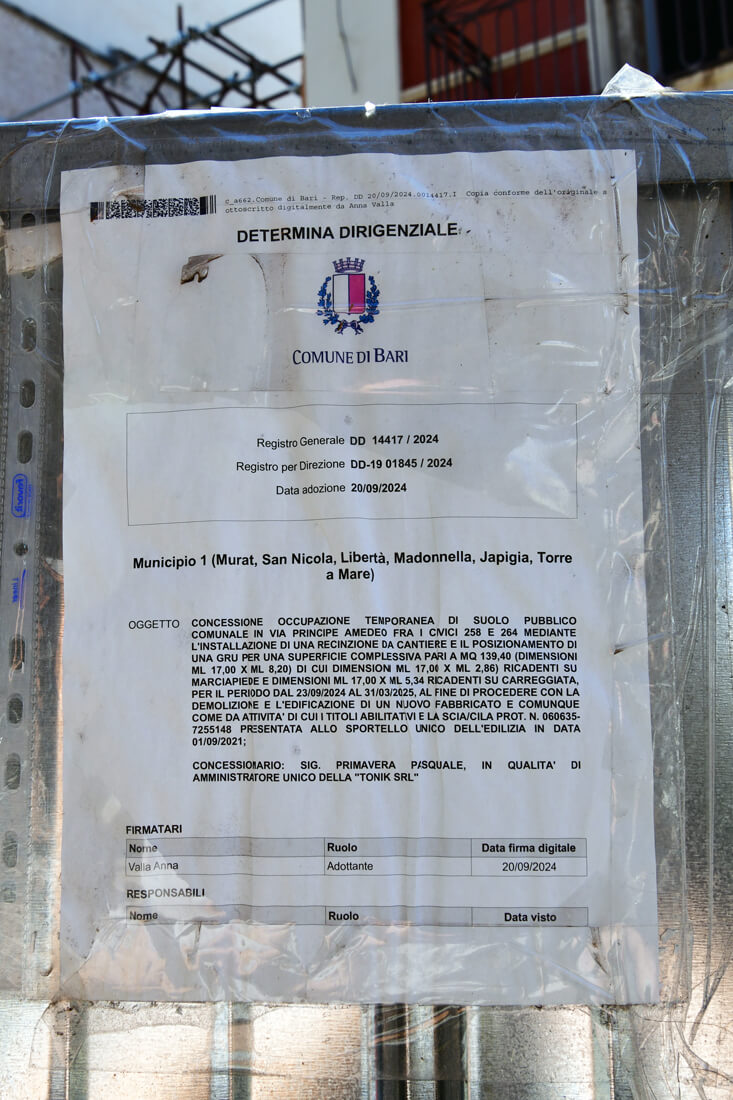 c_a662.Comune di Bari - Rep. DD 20/09/2024.0014417.I Copia conforme dell'originale s
ottoscritto digitalmente da Anna Valla
DETERMINA DIRIGENZIALE
COMUNE DI BARI
Registro Generale DD 14417 / 2024
Registro per Direzione DD-19 01845 / 2024
Data adozione 20/09/2024
Municipio 1 (Murat, San Nicola, Libertà, Madonnella, Japigia, Torre
a Mare)
OGGETTO CONCESSIONE OCCUPAZIONE TEMPORANEA DI SUOLO PUBBLICO
COMUNALE IN VIA PRINCIPE AMEDEO FRA I CIVICI 258 E 264 MEDIANTE
L'INSTALLAZIONE DI UNA RECINZIONE DA CANTIERE E IL POSIZIONAMENTO DI
UNA GRU PER UNA SUPERFICIE COMPLESSIVA PARI A MQ 139,40 (DIMENSIONI
ML 17,00 X ML 8,20) DI CUI DIMENSIONI ML 17,00 X ML 2,86) RICADENTI SU
MARCIAPIEDE E DIMENSIONI ML 17,00 X ML 5,34 RICADENTI SU CARREGGIATA,
PER IL PERIODO DAL 23/09/2024 AL 31/03/2025, AL FINE DI PROCEDERE CON LA
DEMOLIZIONE E L'EDIFICAZIONE DI UN NUOVO FABBRICATO E COMUNQUE
COME DA ATTIVITA' DI CUI I TITOLI ABILITATIVI E LA SCIA/CILA PROT. N. 060635-
7255148 PRESENTATA ALLO SPORTELLO UNICO DELL'EDILIZIA IN DATA
01/09/2021;
CONCESSIOMARIO: SIG. PRIMAVERA P/SQUALE, IN QUALITA' DI
AMMINISTRATORE UNICO DELLA "TONIK SRL"
FIRMATARI
Nome Ruolo Data firma digitale
Valla Anna Adottante 20/09/2024
RESPONSABILI
Nome Ruolo Data visto
Favorit